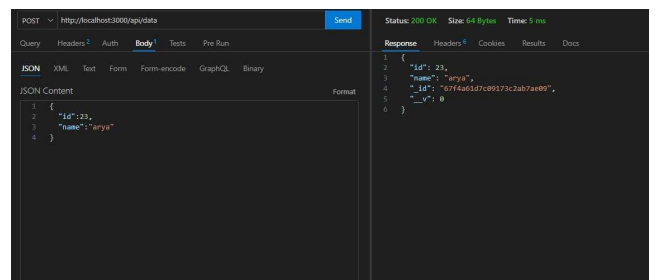 POST http://localhost:3000/api/data Send
Query Headers 2 Auth Body 1 Tests Pre Run
JSON XML Text Form Form-encode GraphQL Binary
JSON Content Format
1 {
2 "id":23,
3 "name":"arya"
4 }
Status: 200 OK Size: 64 Bytes Time: 5 ms
Response Headers 6 Cookies Results Docs
1 {
2 "id": 23,
3 "name": "arya",
4 "_id": "67f4a61d7c09173c2ab7ae09",
5 "__v": 0
6 }